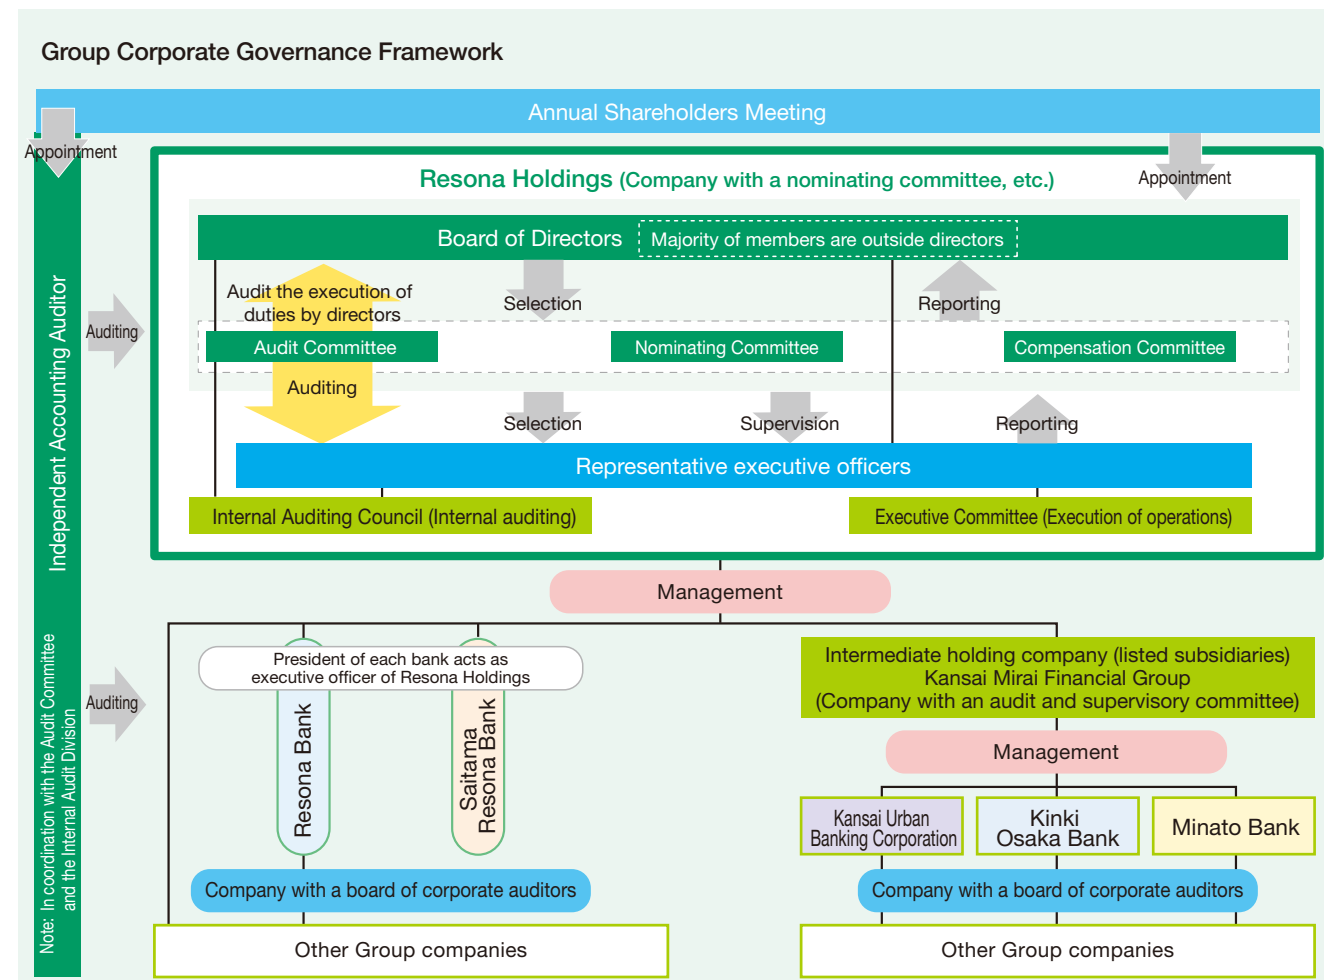 Group Corporate Governance Framework
Annual Shareholders Meeting
Appointment
Appointment
Resona Holdings (Company with a nominating committee, etc.)
Board of Directors
Majority of members are outside directors
Audit the execution of
duties by directors
Selection
Reporting
Independent Accounting Auditor
Auditing
Audit Committee
Nominating Committee
Compensation Committee
Auditing
Selection
Supervision
Reporting
Representative executive officers
Internal Auditing Council (Internal auditing)
Executive Committee (Execution of operations)
Management
President of each bank acts as
executive officer of Resona Holdings
Resona Bank
Saitama
Resona Bank
Intermediate holding company (listed subsidiaries)
Kansai Mirai Financial Group
(Company with an audit and supervisory committee)
Auditing
Note: In coordination with the Audit Committee
and the Internal Audit Division
Management
Kansai Urban
Banking Corporation
Kinki
Osaka Bank
Minato Bank
Company with a board of corporate auditors
Company with a board of corporate auditors
Other Group companies
Other Group companies